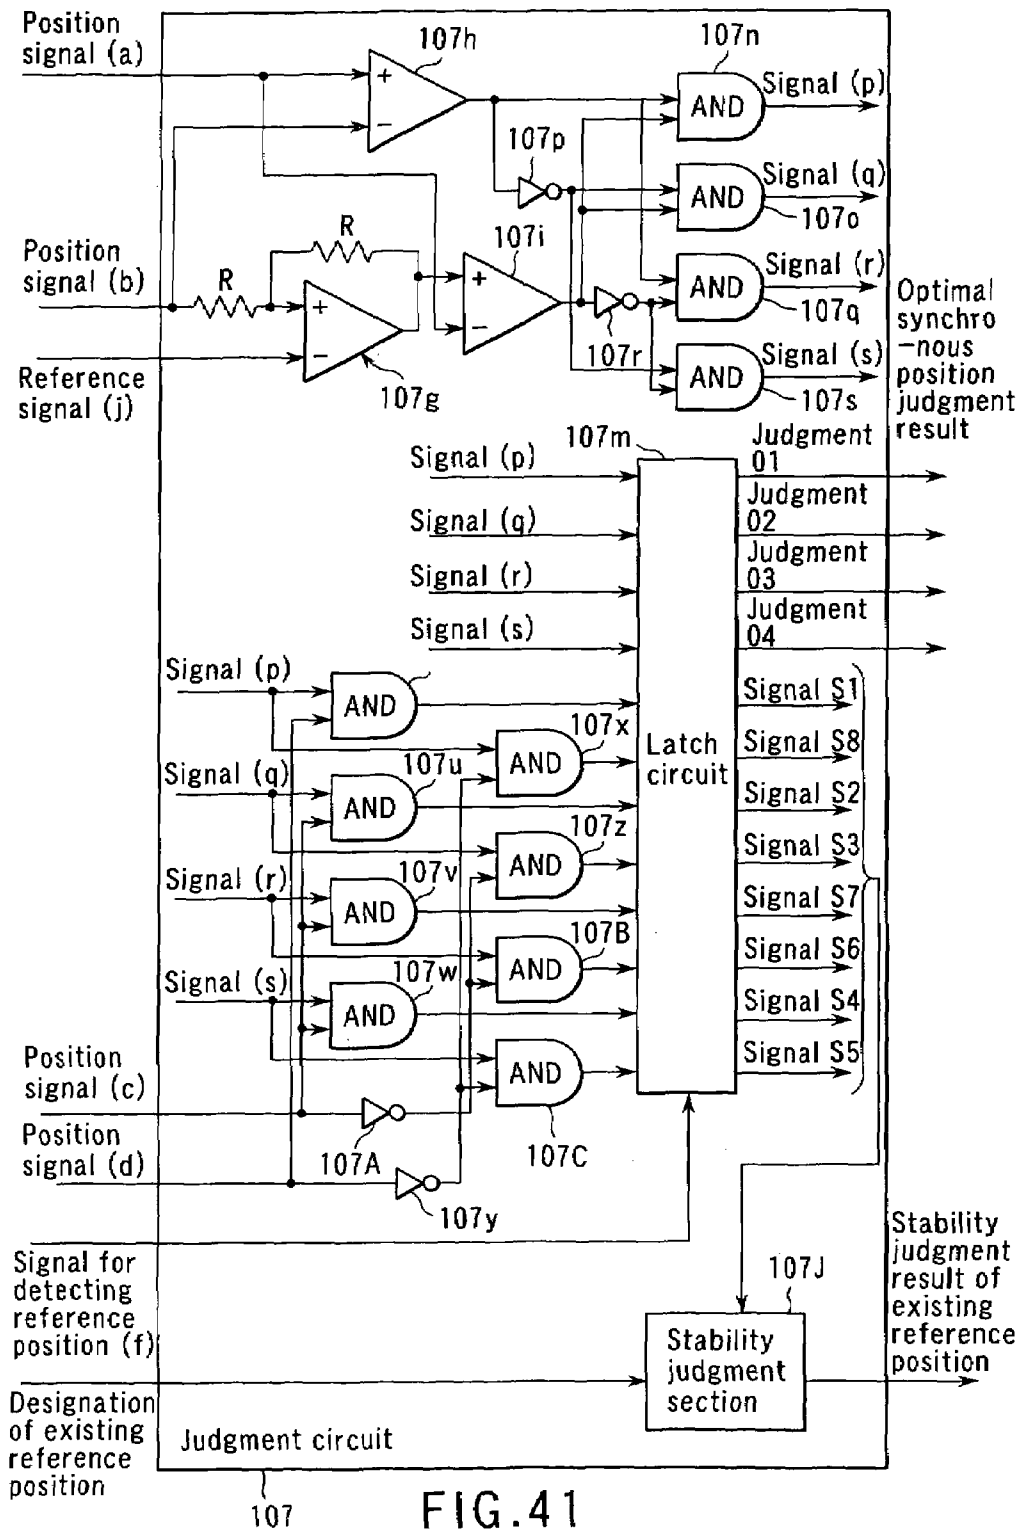 Position
signal (a)
107h
107n
+
−
AND
Signal (p)
107p
AND
Signal (q)
107o
Position
signal (b)
R
R
107i
+
−
+
−
107r
AND
Signal (r)
107q
AND
Signal (s)
107s
Reference
signal (j)
107g
Optimal
synchro
-nous
position
judgment
result
107m
Signal (p)
Judgment
01
Signal (q)
Judgment
02
Signal (r)
Judgment
03
Signal (s)
Judgment
04
Latch
circuit
Signal (p)
AND
Signal S1
107x
AND
Signal S8
Signal (q)
107u
AND
Signal S2
107z
AND
Signal S3
Signal (r)
107v
AND
Signal S7
107B
AND
Signal S6
Signal (s)
107w
AND
Signal S4
AND
107C
Signal S5
Position
signal (c)
107A
Position
signal (d)
107y
Signal for
detecting
reference
position (f)
107J
Stability
judgment
section
Stability
judgment
result of
existing
reference
position
Designation
of existing
reference
position
Judgment circuit
107
FIG.41